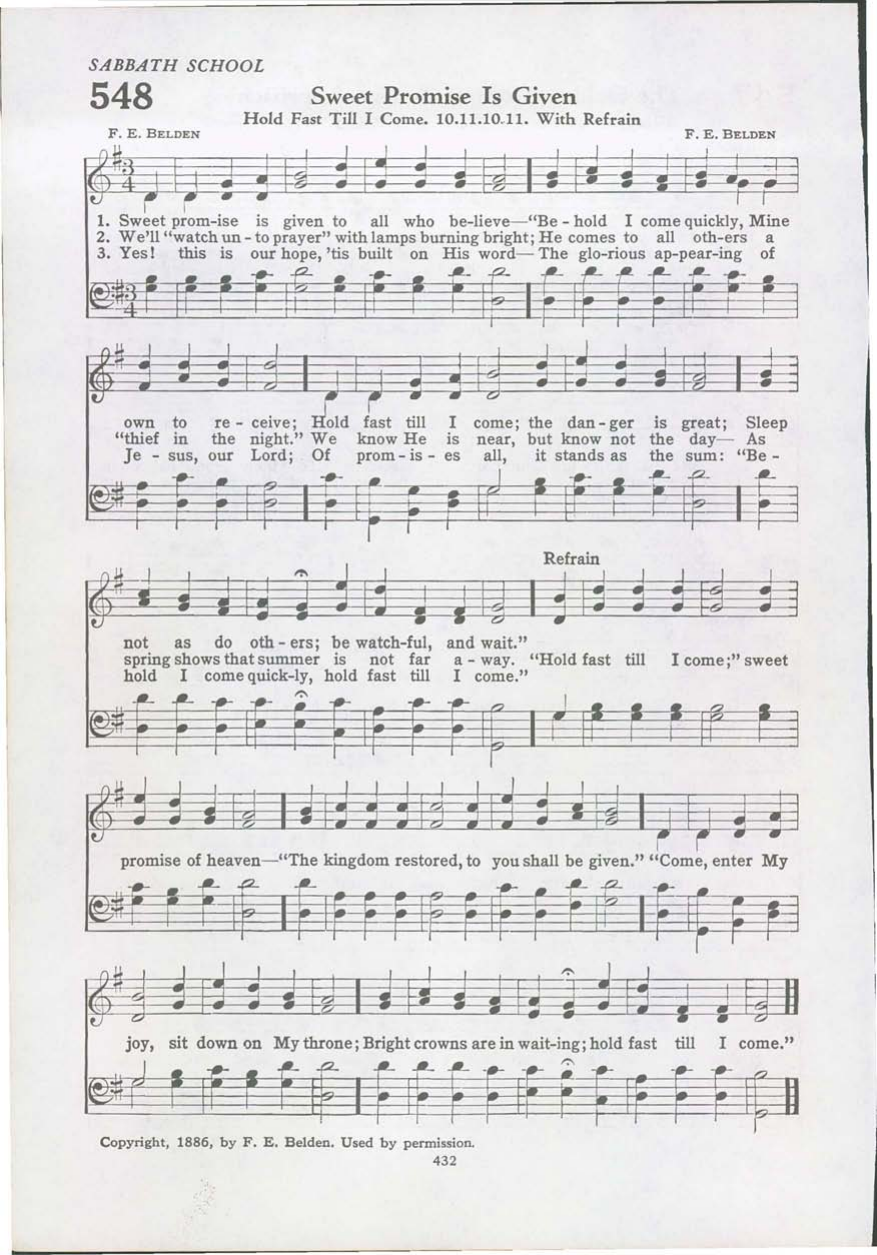 SABBATH SCHOOL
548
Sweet Promise Is Given
Hold Fast Till I Come. 10.11.10.11. With Refrain
F. E. BELDEN F. E. BELDEN
3
4
1. Sweet prom-ise is given to all who be-lieve—"Be - hold I come quickly, Mine
2. We'll "watch un - to prayer" with lamps burning bright; He comes to all oth-ers a
3. Yes! this is our hope, 'tis built on His word— The glo-rious ap-pear-ing of
3
4
own to re - ceive; Hold fast till I come; the dan - ger is great; Sleep
"thief in the night." We know He is near, but know not the day— As
Je - sus, our Lord; Of prom - is - es all, it stands as the sum: "Be -
Refrain
not as do oth - ers; be watch-ful, and wait."
spring shows that summer is not far a - way. "Hold fast till I come;" sweet
hold I come quick-ly, hold fast till I come."
promise of heaven—"The kingdom restored, to you shall be given." "Come, enter My
joy, sit down on My throne; Bright crowns are in wait-ing; hold fast till I come."
Copyright, 1886, by F. E. Belden. Used by permission.
432